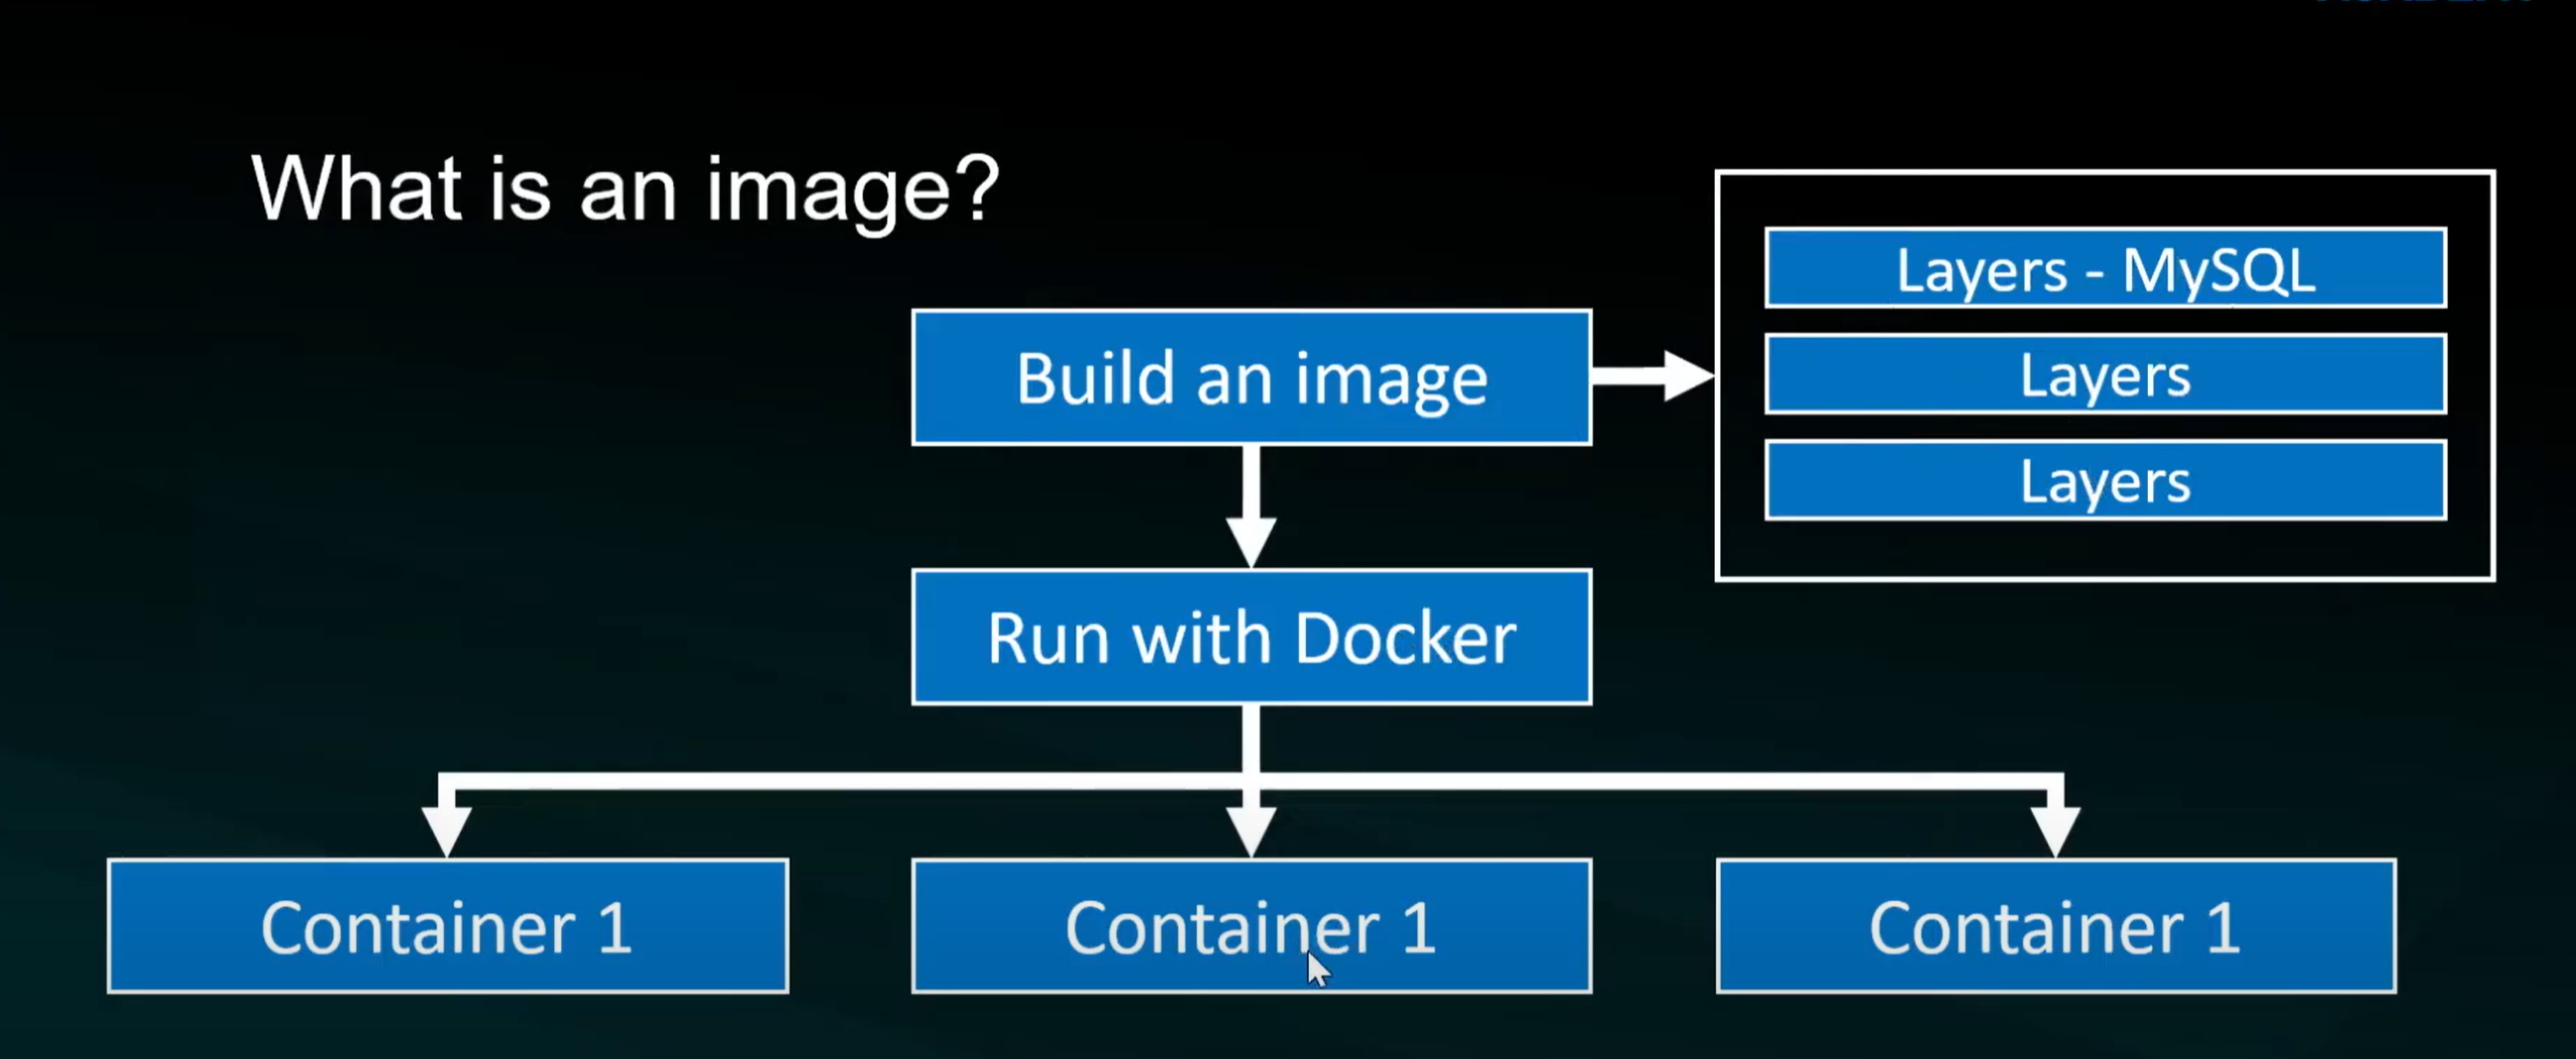 What is an image?
Layers - MySQL
Build an image
Layers
Layers
Run with Docker
Container 1
Container 1
Container 1